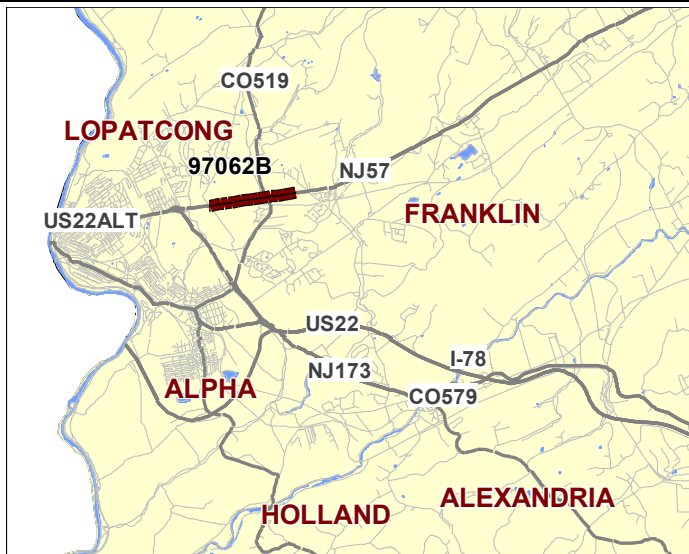 CO519
LOPATCONG
97062B
NJ57
FRANKLIN
US22ALT
US22
I-78
NJ173
ALPHA
CO579
ALEXANDRIA
HOLLAND